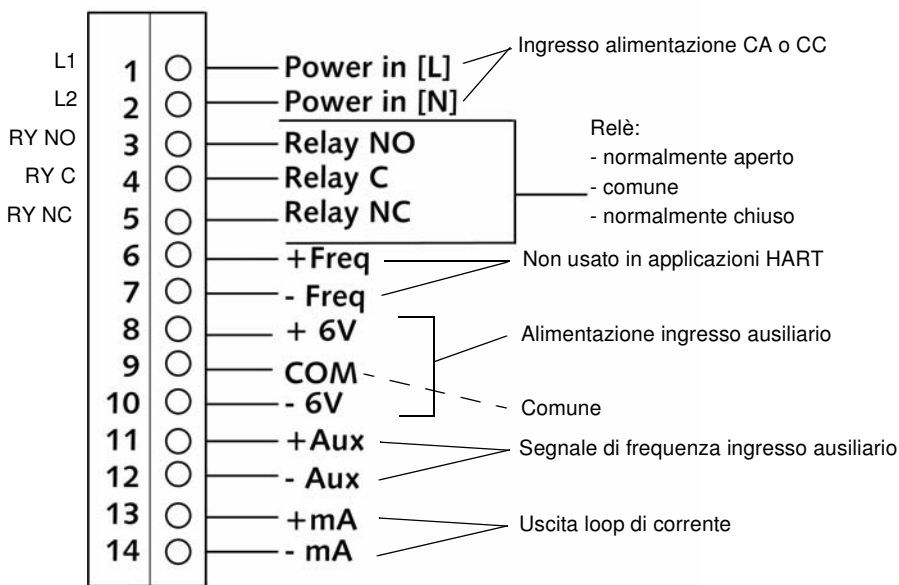 L1 1 Power in [L] Ingresso alimentazione CA o CC
L2 2 Power in [N]
RY NO 3 Relay NO Relè:
- normalmente aperto
RY C 4 Relay C - comune
RY NC 5 Relay NC - normalmente chiuso
6 +Freq Non usato in applicazioni HART
7 - Freq
8 + 6V Alimentazione ingresso ausiliario
9 COM
10 - 6V Comune
11 +Aux Segnale di frequenza ingresso ausiliario
12 - Aux
13 +mA Uscita loop di corrente
14 - mA